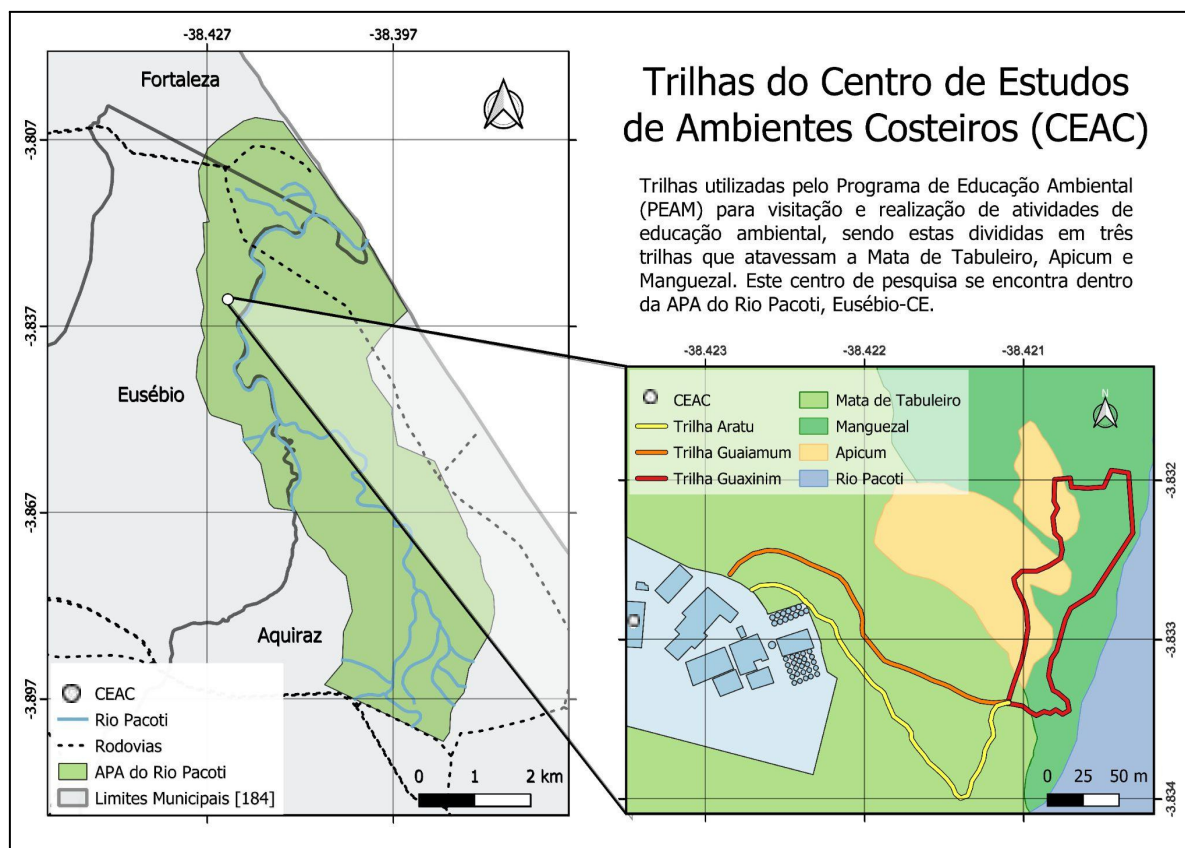 -38.427
-38.397
Fortaleza
-3.807
-3.837
Eusébio
-3.867
Aquiraz
-3.897
CEAC
Rio Pacoti
Rodovias
APA do Rio Pacoti
Limites Municipais [184]
0 1 2 km
Trilhas do Centro de Estudos
de Ambientes Costeiros (CEAC)
Trilhas utilizadas pelo Programa de Educação Ambiental
(PEAM) para visitação e realização de atividades de
educação ambiental, sendo estas divididas em três
trilhas que atavessam a Mata de Tabuleiro, Apicum e
Manguezal. Este centro de pesquisa se encontra dentro
da APA do Rio Pacoti, Eusébio-CE.
-38.423
-38.422
-38.421
CEAC
Trilha Aratu
Trilha Guaiamum
Trilha Guaxinim
Mata de Tabuleiro
Manguezal
Apicum
Rio Pacoti
N
-3.832
-3.833
-3.834
0 25 50 m